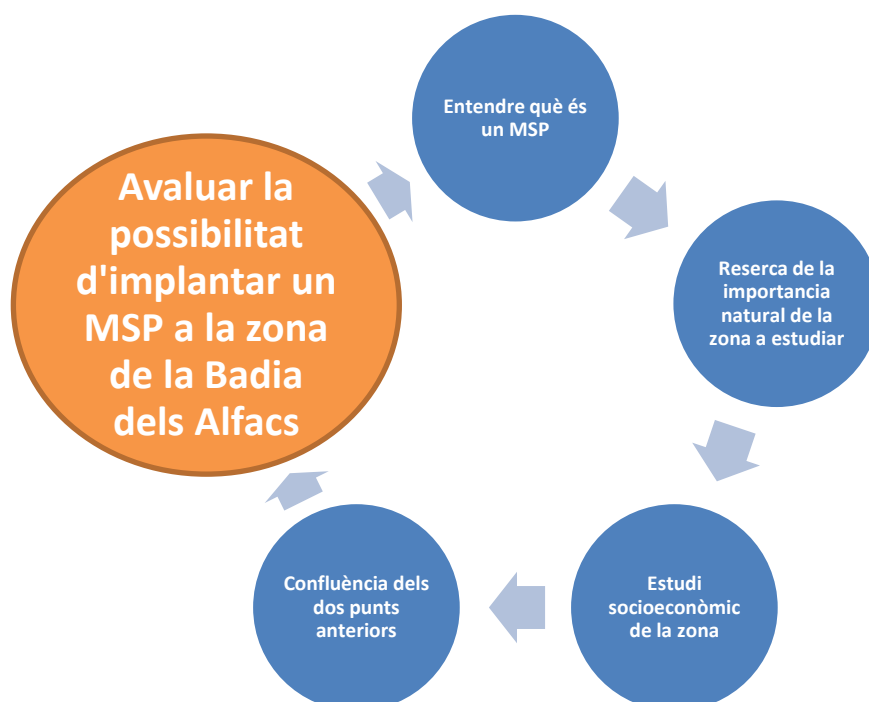 Entendre què és
un MSP
Avaluar la
possibilitat
d'implantar un
MSP a la zona
de la Badia
dels Alfacs
Reserca de la
importancia
natural de la
zona a estudiar
Estudi
socioeconòmic
de la zona
Confluència dels
dos punts
anteriors